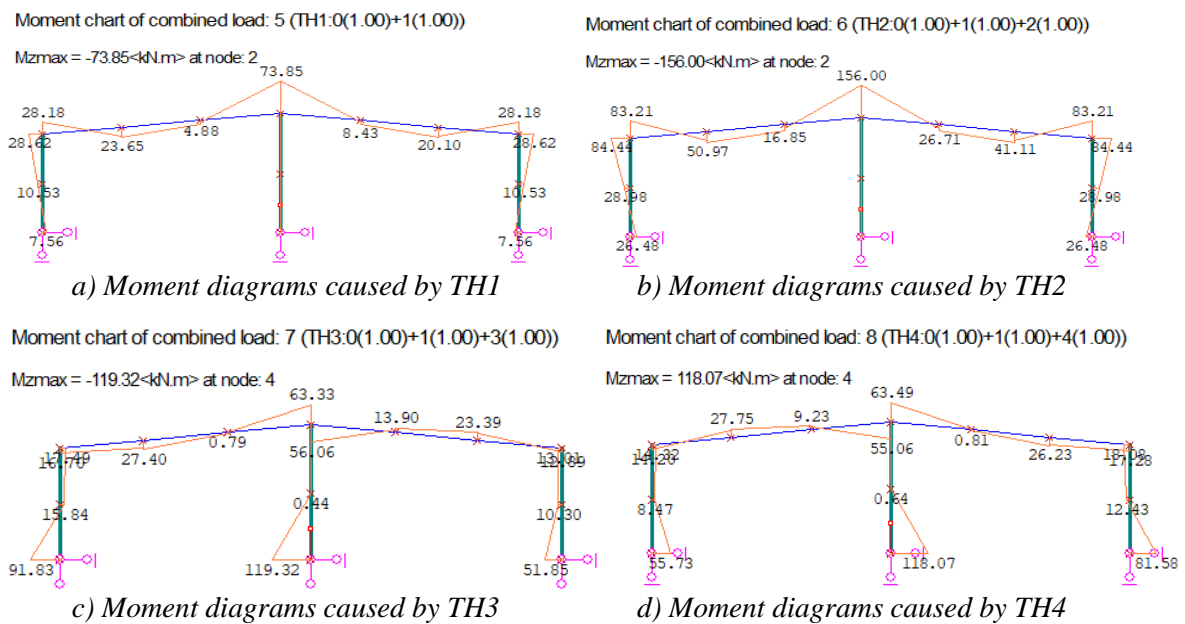 Moment chart of combined load: 5 (TH1:0(1.00)+1(1.00))
Mzmax = -73.85<kN.m> at node: 2
73.85
28.18 28.18
4.88 8.43
28.62 23.65 20.10 28.62
10.53 10.53
7.56 7.56
a) Moment diagrams caused by TH1
Moment chart of combined load: 6 (TH2:0(1.00)+1(1.00)+2(1.00))
Mzmax = -156.00<kN.m> at node: 2
156.00
83.21 83.21
16.85 26.71
84.44 50.97 41.11 84.44
28.98 28.98
26.48 26.48
b) Moment diagrams caused by TH2
Moment chart of combined load: 7 (TH3:0(1.00)+1(1.00)+3(1.00))
Mzmax = -119.32<kN.m> at node: 4
63.33
13.90 23.39
0.79
27.40 56.06
15.84 0.44 10.30
91.83 119.32 51.85
c) Moment diagrams caused by TH3
Moment chart of combined load: 8 (TH4:0(1.00)+1(1.00)+4(1.00))
Mzmax = 118.07<kN.m> at node: 4
63.49
27.75 9.23
0.81
55.06 26.23
8.47 0.64 12.43
55.73 118.07 81.58
d) Moment diagrams caused by TH4